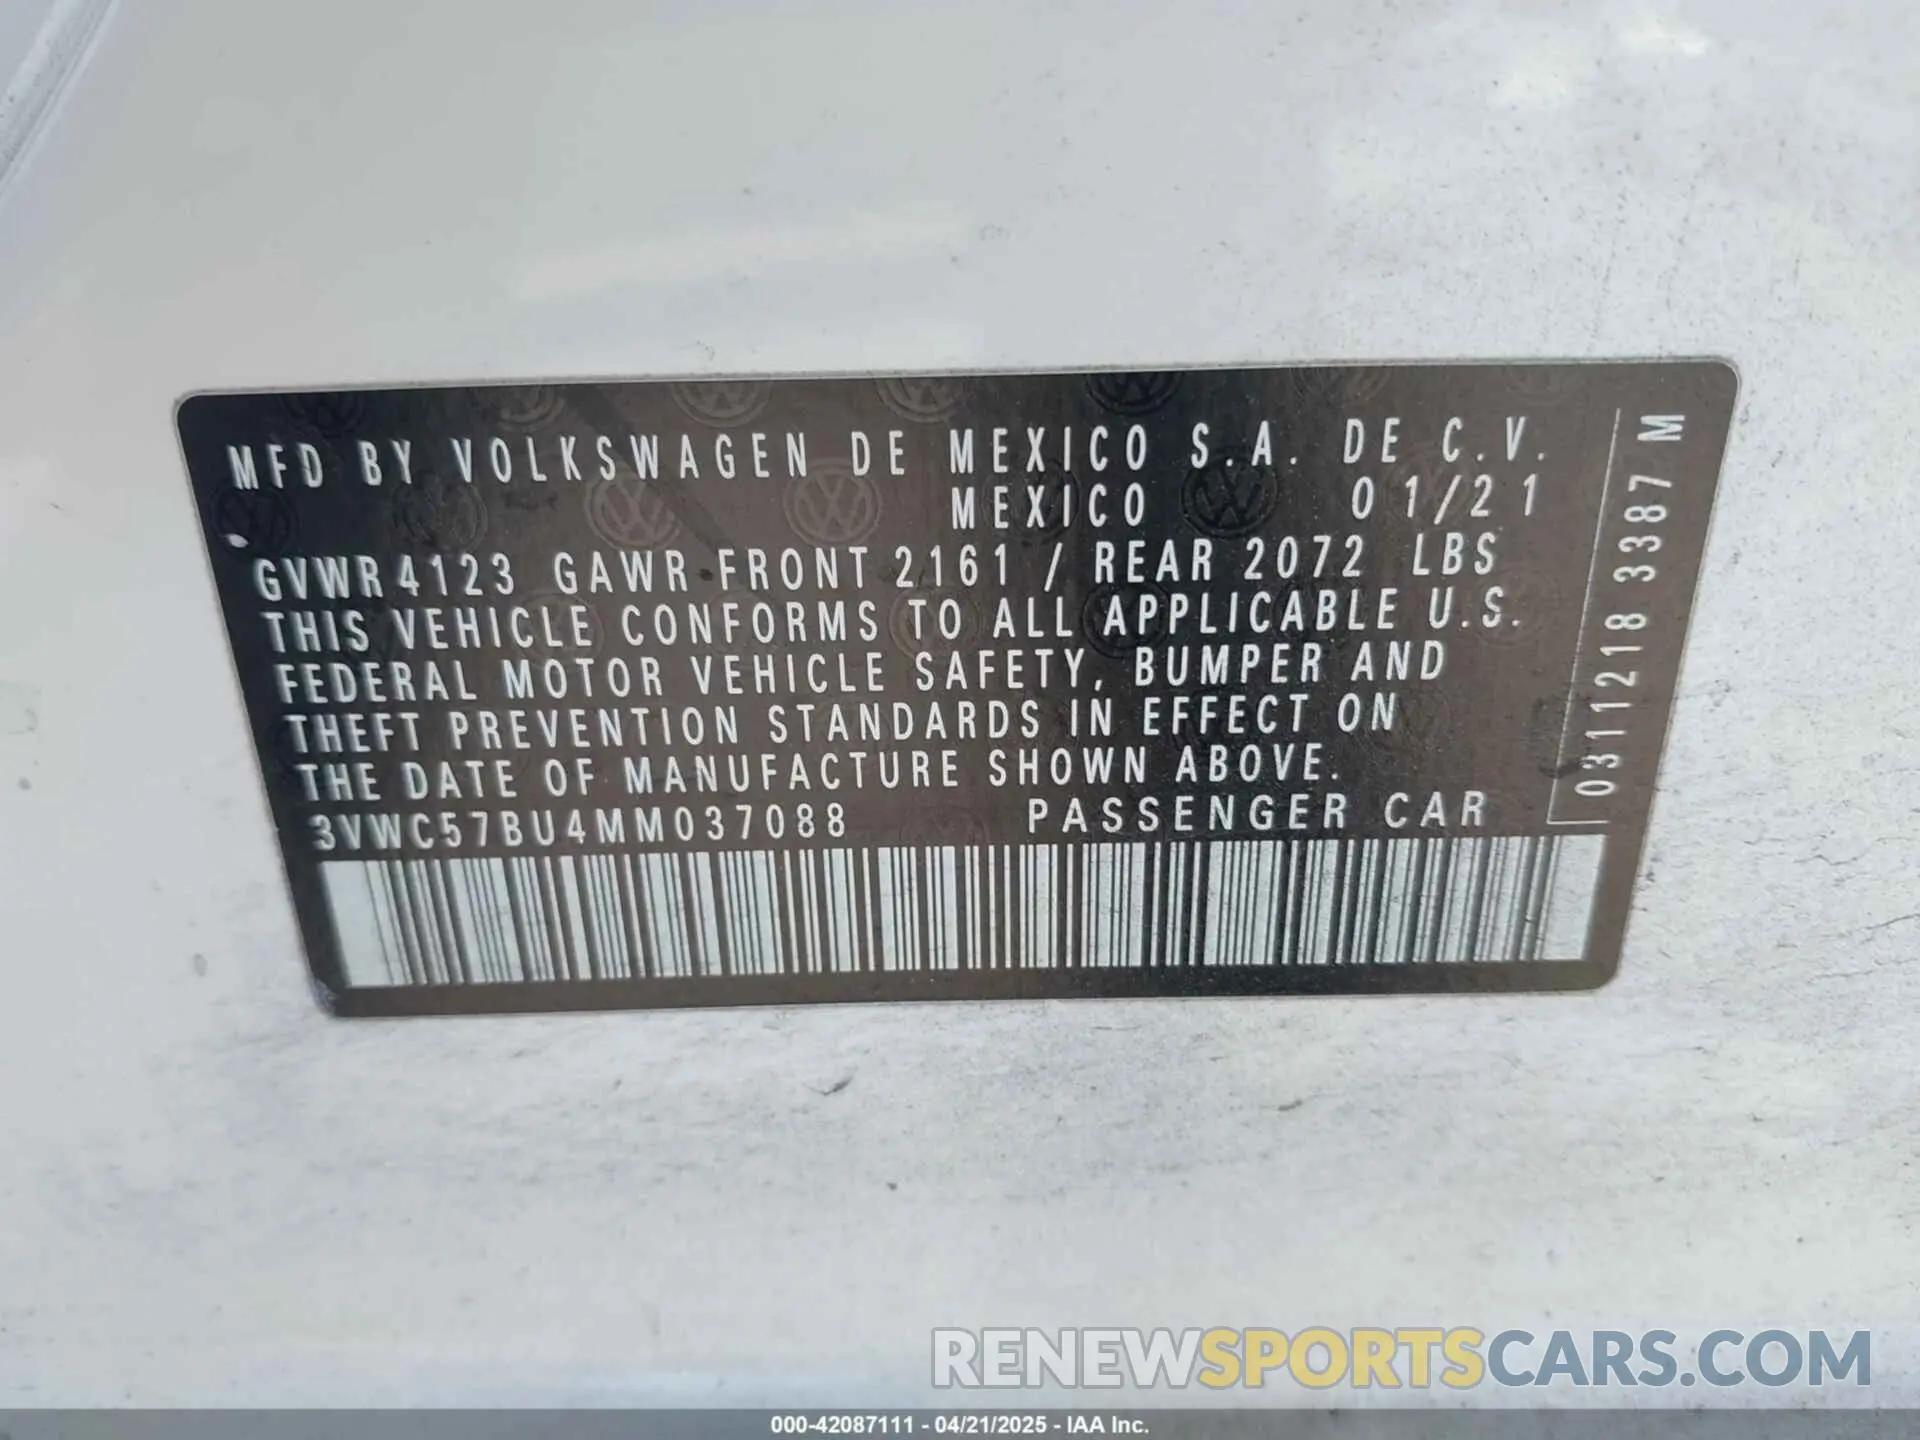 MFD BY VOLKSWAGEN DE MEXICO S.A. DE C.V.
MEXICO 01/21
GVWR 4123 GAWR FRONT 2161 / REAR 2072 LBS
THIS VEHICLE CONFORMS TO ALL APPLICABLE U.S.
FEDERAL MOTOR VEHICLE SAFETY, BUMPER AND
THEFT PREVENTION STANDARDS IN EFFECT ON
THE DATE OF MANUFACTURE SHOWN ABOVE.
3VWC57BU4MM037088 PASSENGER CAR
0311218 3387 M
RENEWSPORTSCARS.COM
000-42087111 - 04/21/2025 - IAA Inc.